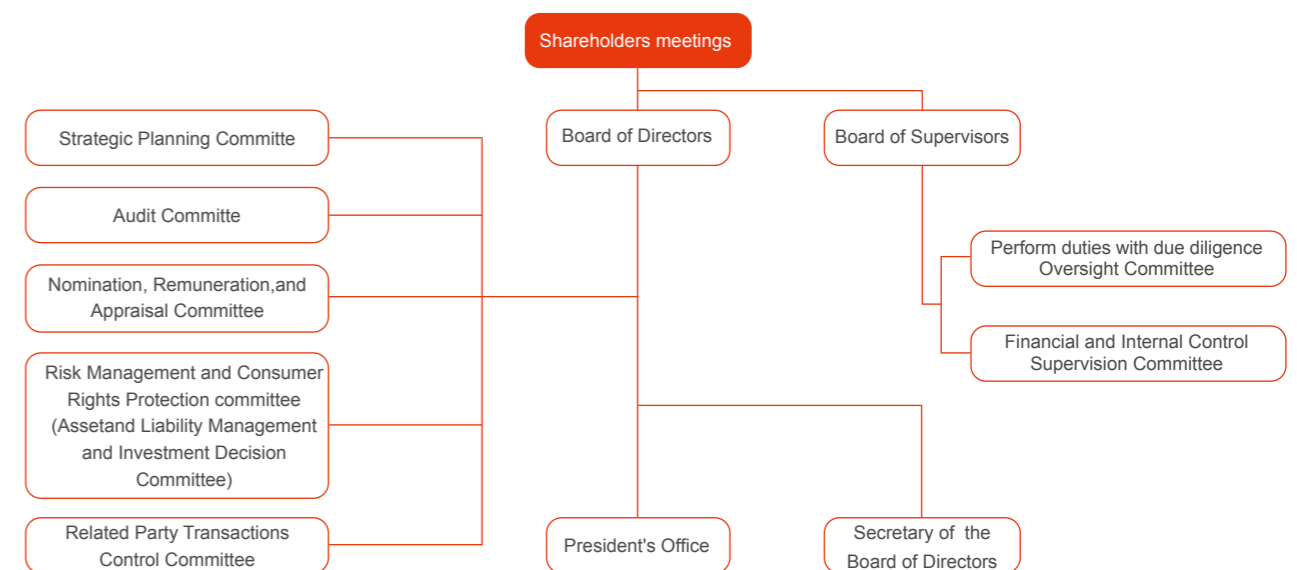 Shareholders meetings
Board of Directors
Board of Supervisors
Strategic Planning Committe
Audit Committe
Nomination, Remuneration,and
Appraisal Committee
Risk Management and Consumer
Rights Protection committee
(Assetand Liability Management
and Investment Decision
Committee)
Related Party Transactions
Control Committee
Perform duties with due diligence
Oversight Committee
Financial and Internal Control
Supervision Committee
President's Office
Secretary of the
Board of Directors